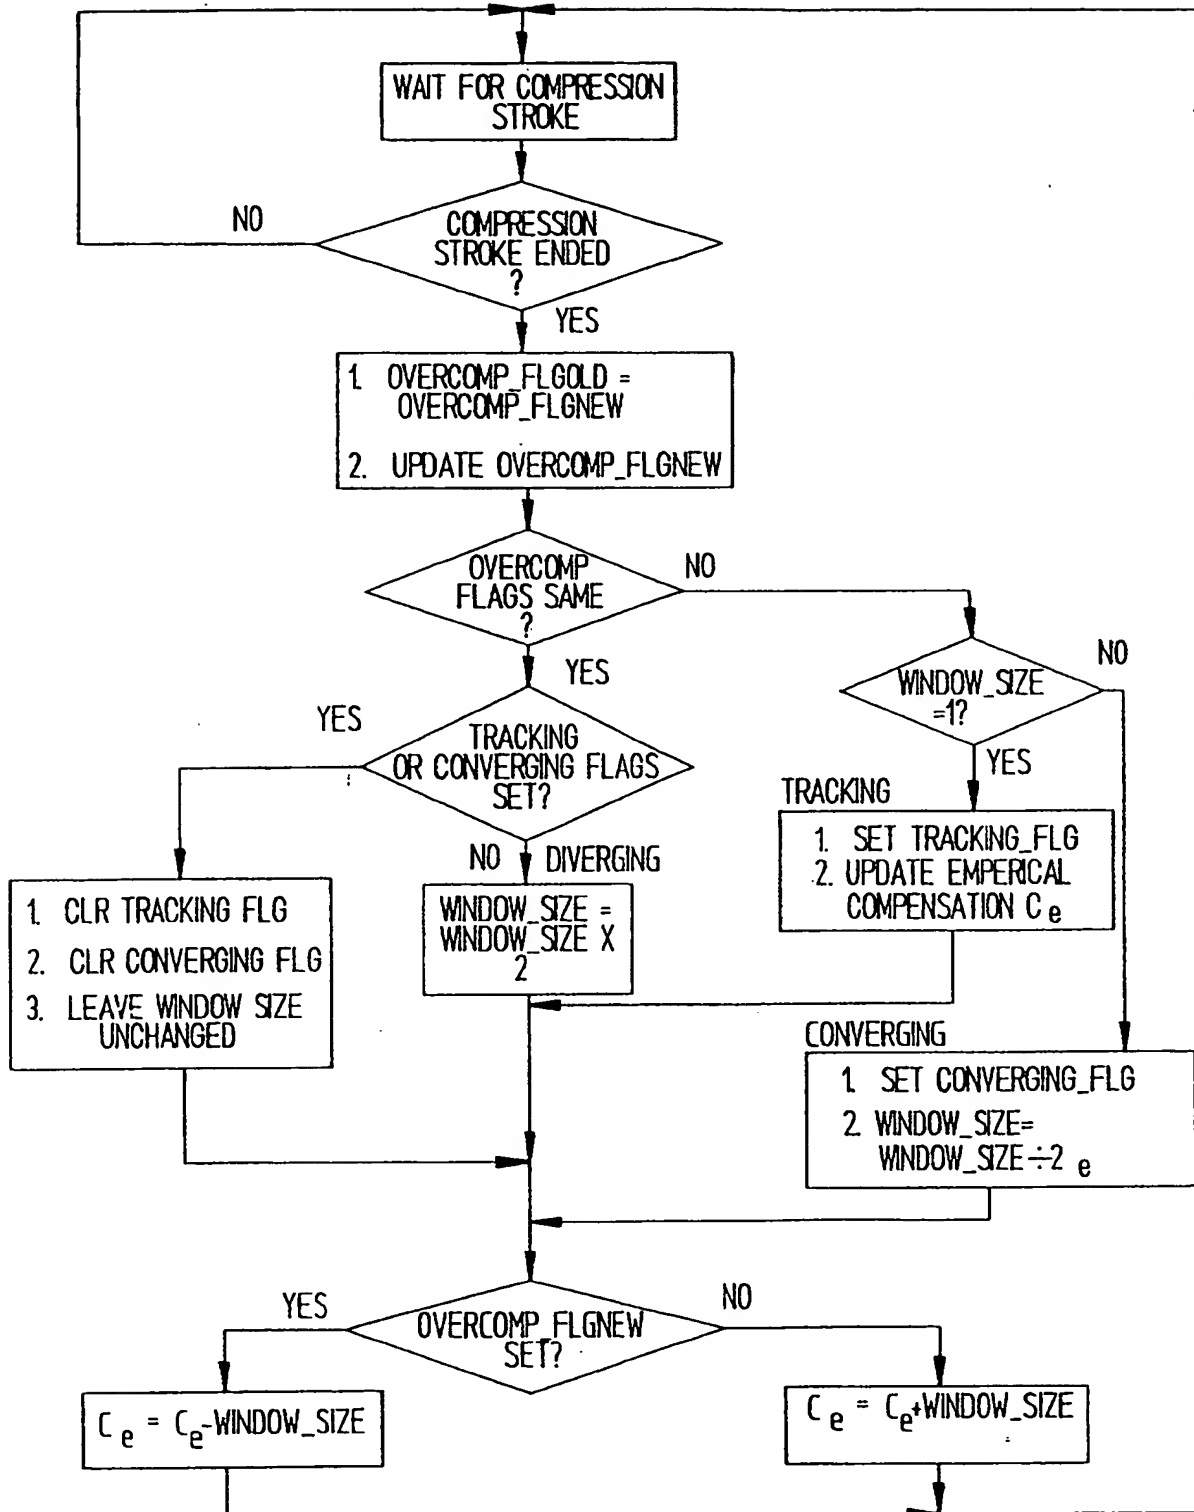 WAIT FOR COMPRESSION
STROKE
NO
COMPRESSION
STROKE ENDED
?
YES
1. OVERCOMP_FLGOLD =
OVERCOMP_FLGNEW
2. UPDATE OVERCOMP_FLGNEW
OVERCOMP
FLAGS SAME
?
NO
YES
WINDOW_SIZE
=1?
NO
YES
YES
TRACKING
OR CONVERGING FLAGS
SET?
NO
DIVERGING
TRACKING
1. SET TRACKING_FLG
2. UPDATE EMPERICAL
COMPENSATION C e
1. CLR TRACKING FLG
2. CLR CONVERGING FLG
3. LEAVE WINDOW SIZE
UNCHANGED
WINDOW_SIZE =
WINDOW_SIZE X
2
CONVERGING
1. SET CONVERGING_FLG
2. WINDOW_SIZE=
WINDOW_SIZE÷2 e
YES
OVERCOMP_FLGNEW
SET?
NO
C e = C e-WINDOW_SIZE
C e = C e+WINDOW_SIZE